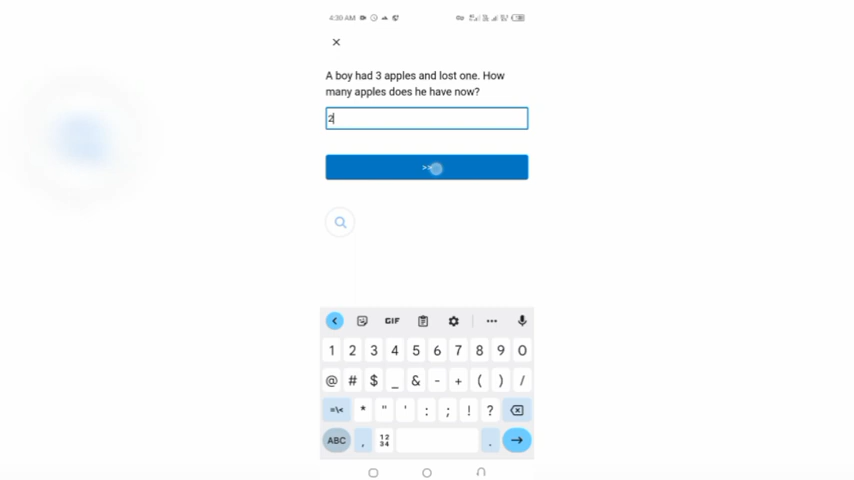 4:30 AM
A boy had 3 apples and lost one. How
many apples does he have now?
2
>>
GIF
1 2 3 4 5 6 7 8 9 0
@ # $ _ & - + ( ) /
=\< * " ' : ; ! ?
ABC , 12 34 .